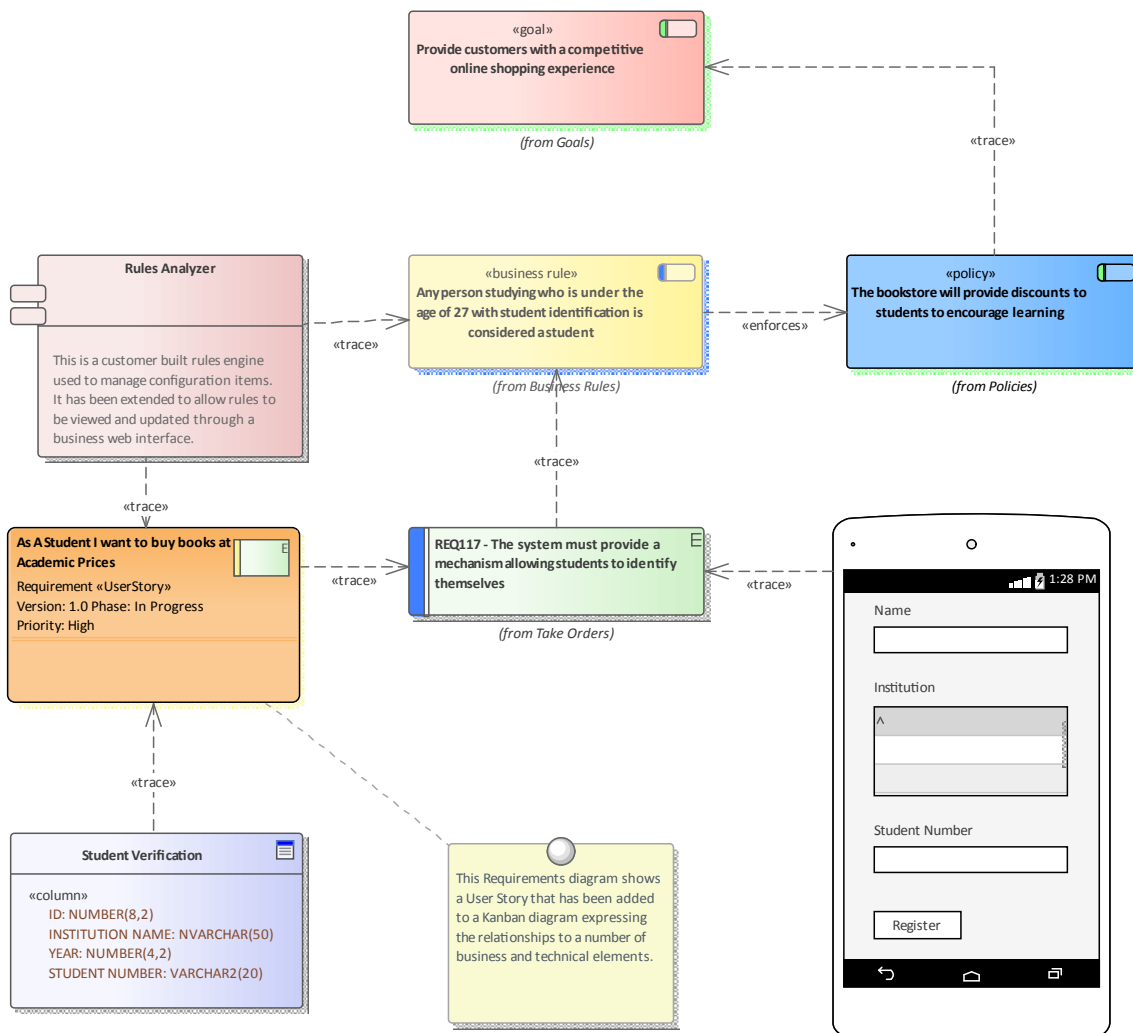 «goal»
Provide customers with a competitive
online shopping experience
(from Goals)
«trace»
Rules Analyzer
This is a customer built rules engine
used to manage configuration items.
It has been extended to allow rules to
be viewed and updated through a
business web interface.
«trace»
«business rule»
Any person studying who is under the
age of 27 with student identification is
considered a student
(from Business Rules)
«enforces»
«policy»
The bookstore will provide discounts to
students to encourage learning
(from Policies)
«trace»
«trace»
As A Student I want to buy books at
Academic Prices
Requirement «UserStory»
Version: 1.0 Phase: In Progress
Priority: High
E
«trace»
REQ117 - The system must provide a
mechanism allowing students to identify
themselves
E
(from Take Orders)
«trace»
1:28 PM
Name
Institution
^
Student Number
Register
«trace»
Student Verification
«column»
ID: NUMBER(8,2)
INSTITUTION NAME: NVARCHAR(50)
YEAR: NUMBER(4,2)
STUDENT NUMBER: VARCHAR2(20)
This Requirements diagram shows
a User Story that has been added
to a Kanban diagram expressing
the relationships to a number of
business and technical elements.